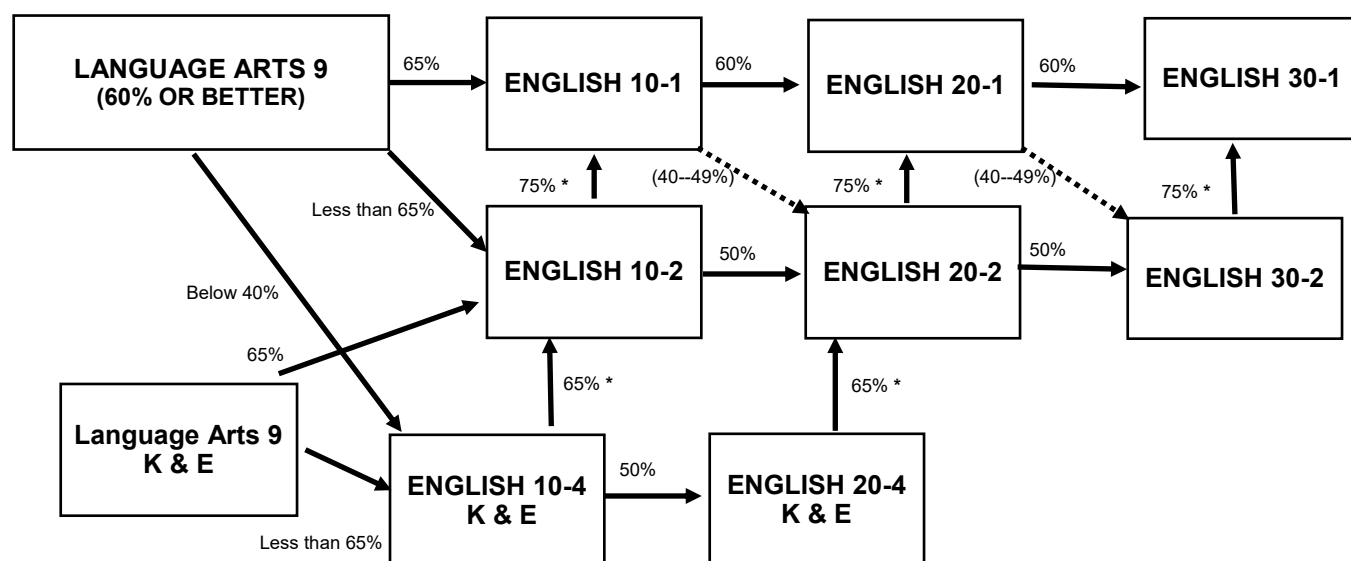 LANGUAGE ARTS 9
(60% OR BETTER)
65%
ENGLISH 10-1
60%
ENGLISH 20-1
60%
ENGLISH 30-1
Less than 65%
75% *
(40--49%)
75% *
(40--49%)
75% *
ENGLISH 10-2
50%
ENGLISH 20-2
50%
ENGLISH 30-2
Below 40%
65%
65% *
65% *
Language Arts 9
K & E
Less than 65%
ENGLISH 10-4
K & E
50%
ENGLISH 20-4
K & E